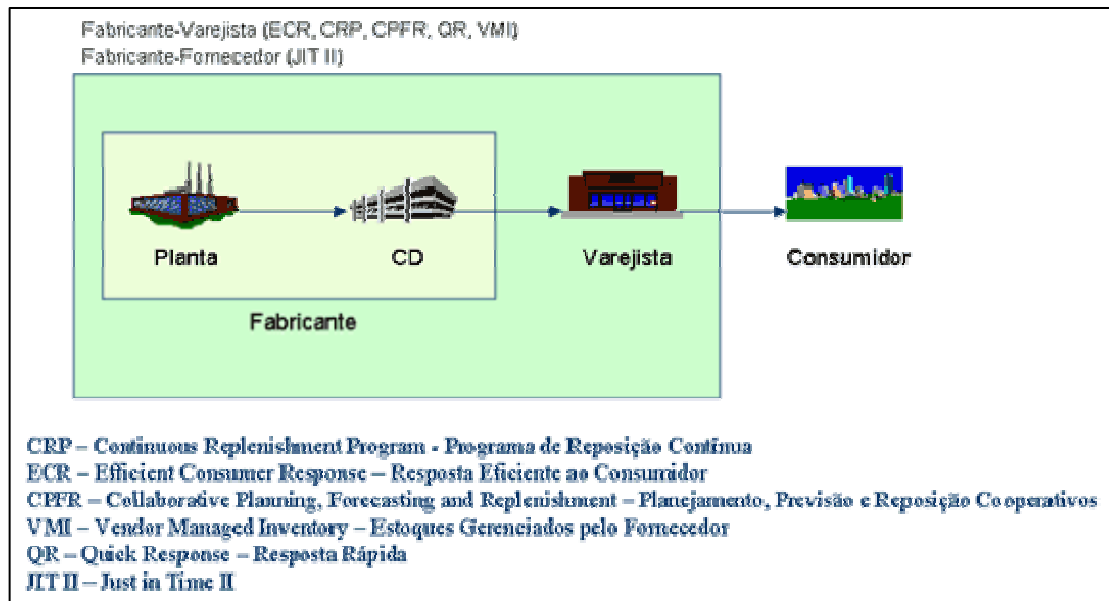 Fabricante-Varejista (ECR, CRP, CPFR, QR, VMI)
Fabricante-Fornecedor (JIT II)
Planta
CD
Varejista
Consumidor
Fabricante
CRP – Continuous Replenishment Program - Programa de Reposição Contínua
ECR – Efficient Consumer Response – Resposta Eficiente ao Consumidor
CPFR – Collaborative Planning, Forecasting and Replenishment – Planejamento, Previsão e Reposição Cooperativos
VMI – Vendor Managed Inventory – Estoques Gerenciados pelo Fornecedor
QR – Quick Response – Resposta Rápida
JIT II – Just in Time II